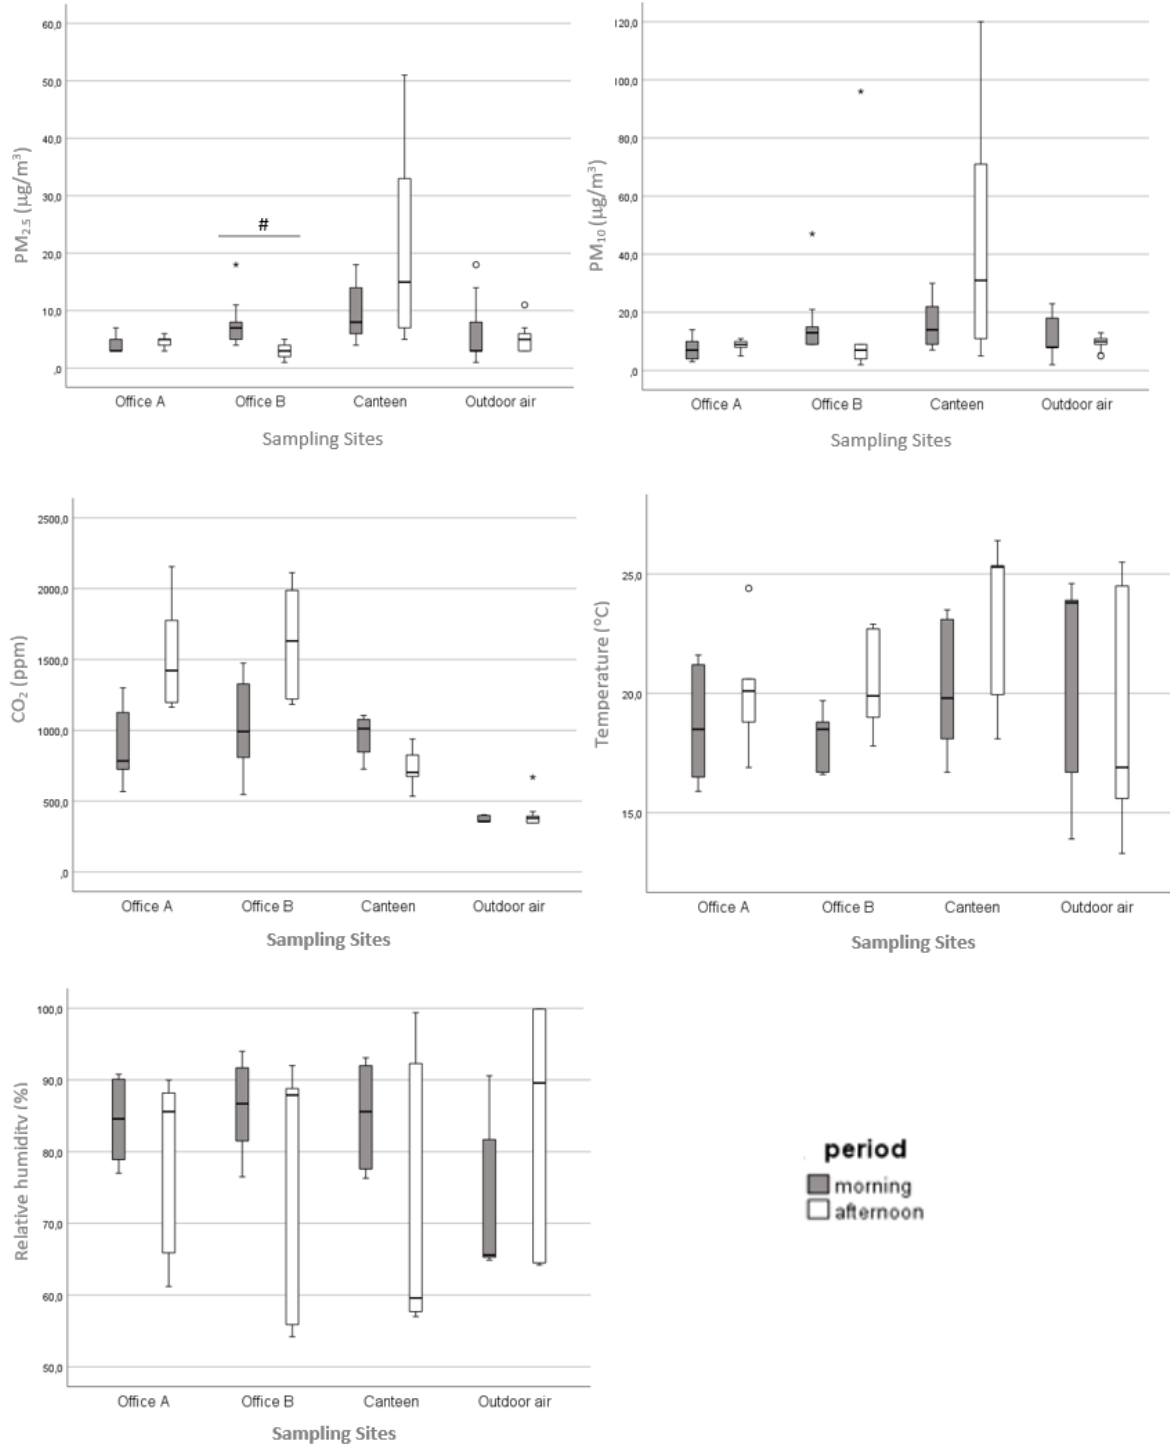 60,0
50,0
40,0
30,0
20,0
10,0
,0
PM2.5 (µg/m³)
#
*
Office A Office B Canteen Outdoor air
Sampling Sites
120,0
100,0
80,0
60,0
40,0
20,0
,0
PM10 (µg/m³)
*
*
Office A Office B Canteen Outdoor air
Sampling Sites
2500,0
2000,0
1500,0
1000,0
500,0
,0
CO2 (ppm)
*
Office A Office B Canteen Outdoor air
Sampling Sites
25,0
20,0
15,0
Temperature (°C)
Office A Office B Canteen Outdoor air
Sampling Sites
100,0
90,0
80,0
70,0
60,0
50,0
Relative humidity (%)
Office A Office B Canteen Outdoor air
Sampling Sites
period
morning
afternoon